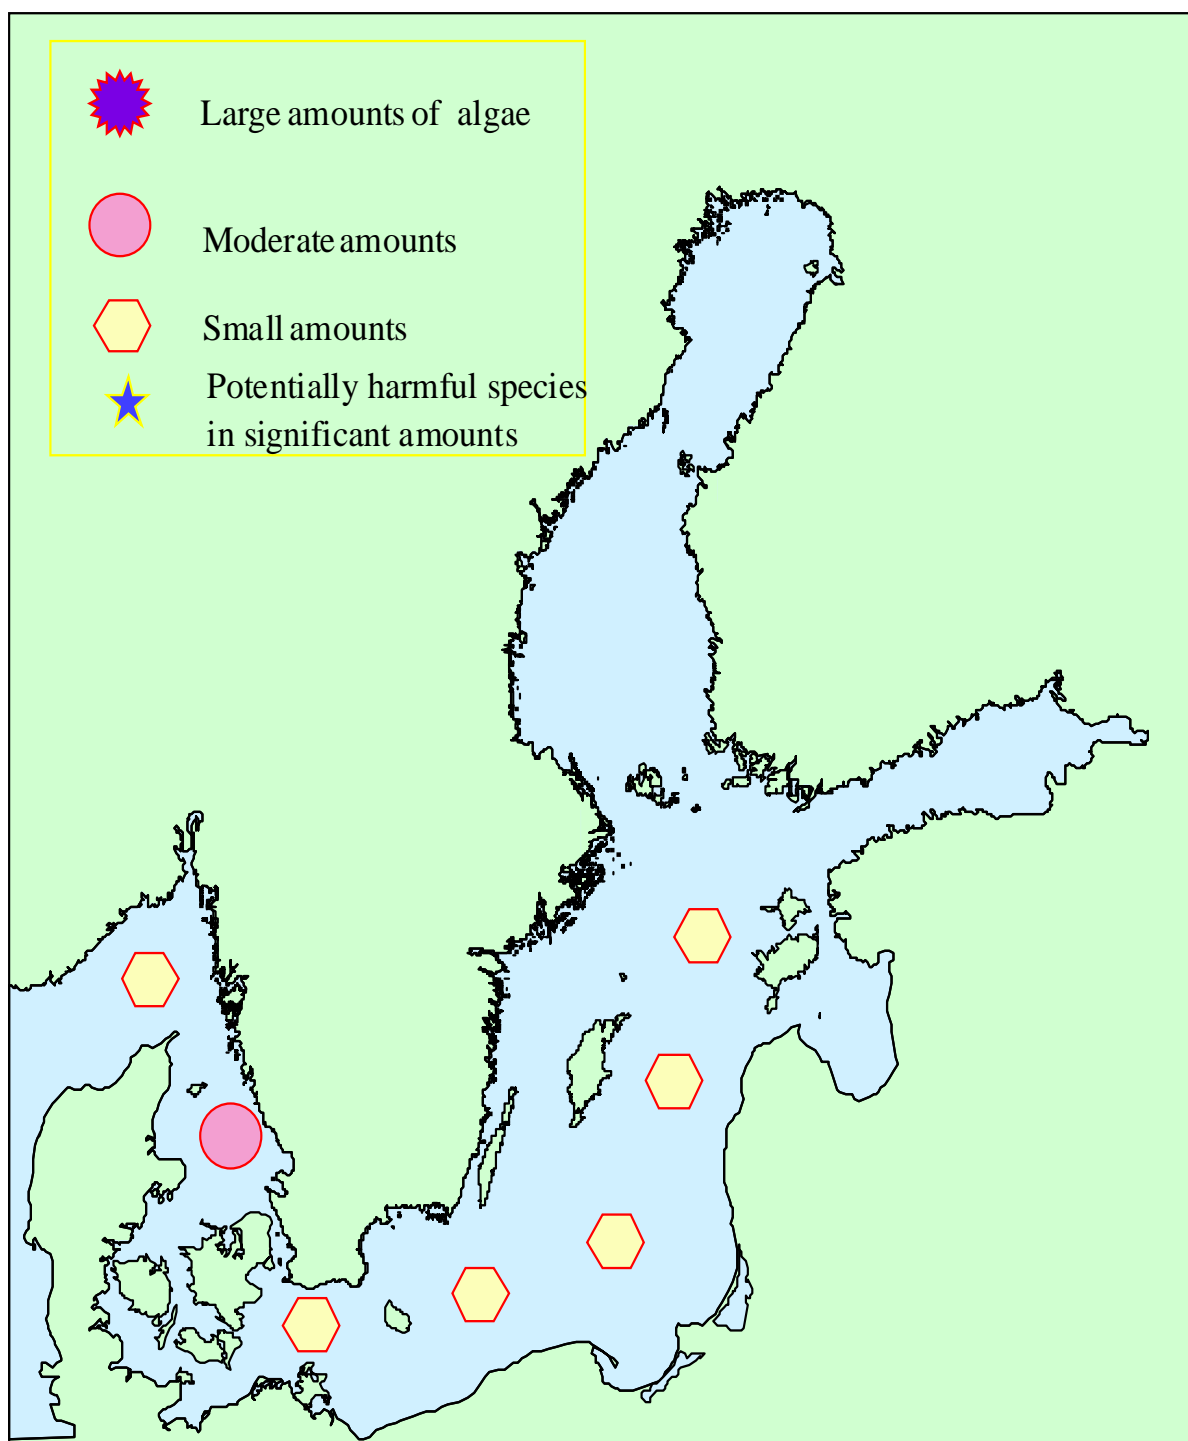 Large amounts of algae
Moderate amounts
Small amounts
Potentially harmful species
in significant amounts